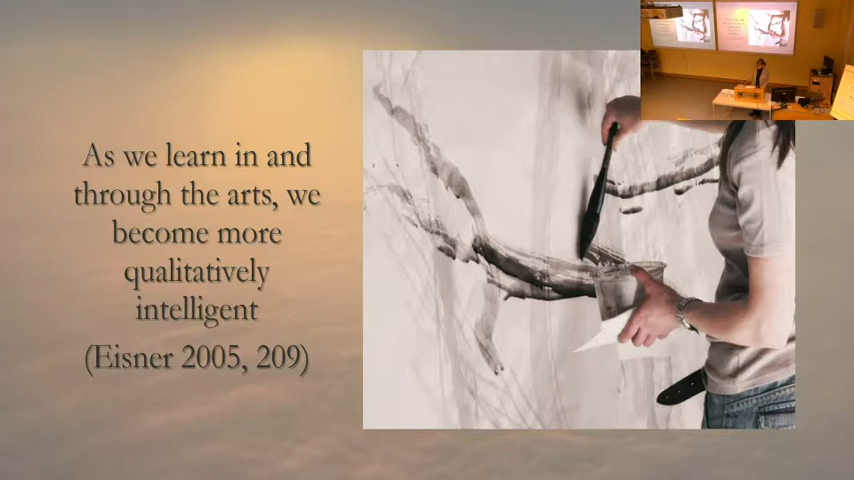 As we learn in and
through the arts, we
become more
qualitatively
intelligent
(Eisner 2005, 209)